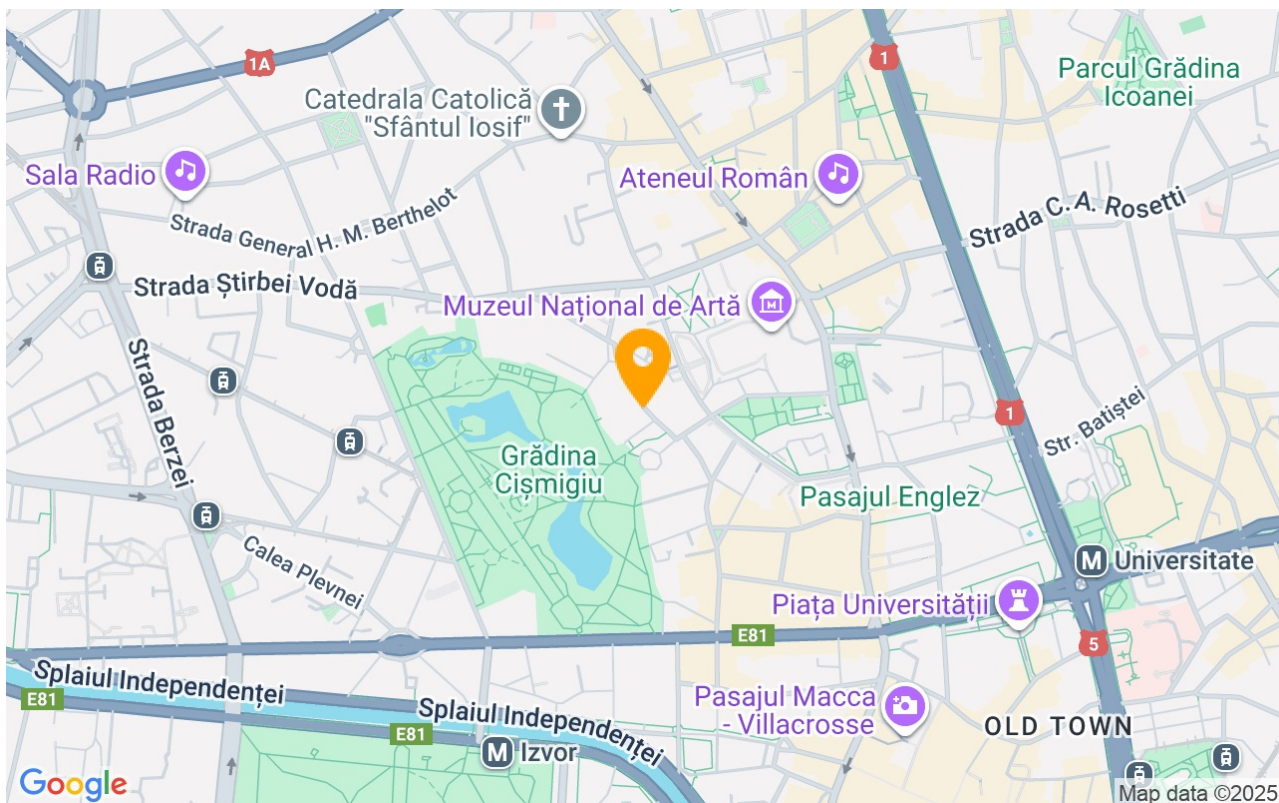 1A
1
Parcul Grădina
Icoanei
Catedrala Catolică
"Sfântul Iosif"
Sala Radio
Ateneul Român
Strada General H. M. Berthelot
Strada C. A. Rosetti
Strada Știrbei Vodă
Muzeul Național de Artă
M
Strada Berzei
1
Str. Batiștei
Grădina
Cișmigiu
Pasajul Englez
Calea Plevnei
M Universitate
Piața Universității
E81
5
Splaiul Independenței
E81
Pasajul Macca
- Villacrosse
Splaiul Independenței
OLD TOWN
E81
M Izvor
Google
Map data ©2025